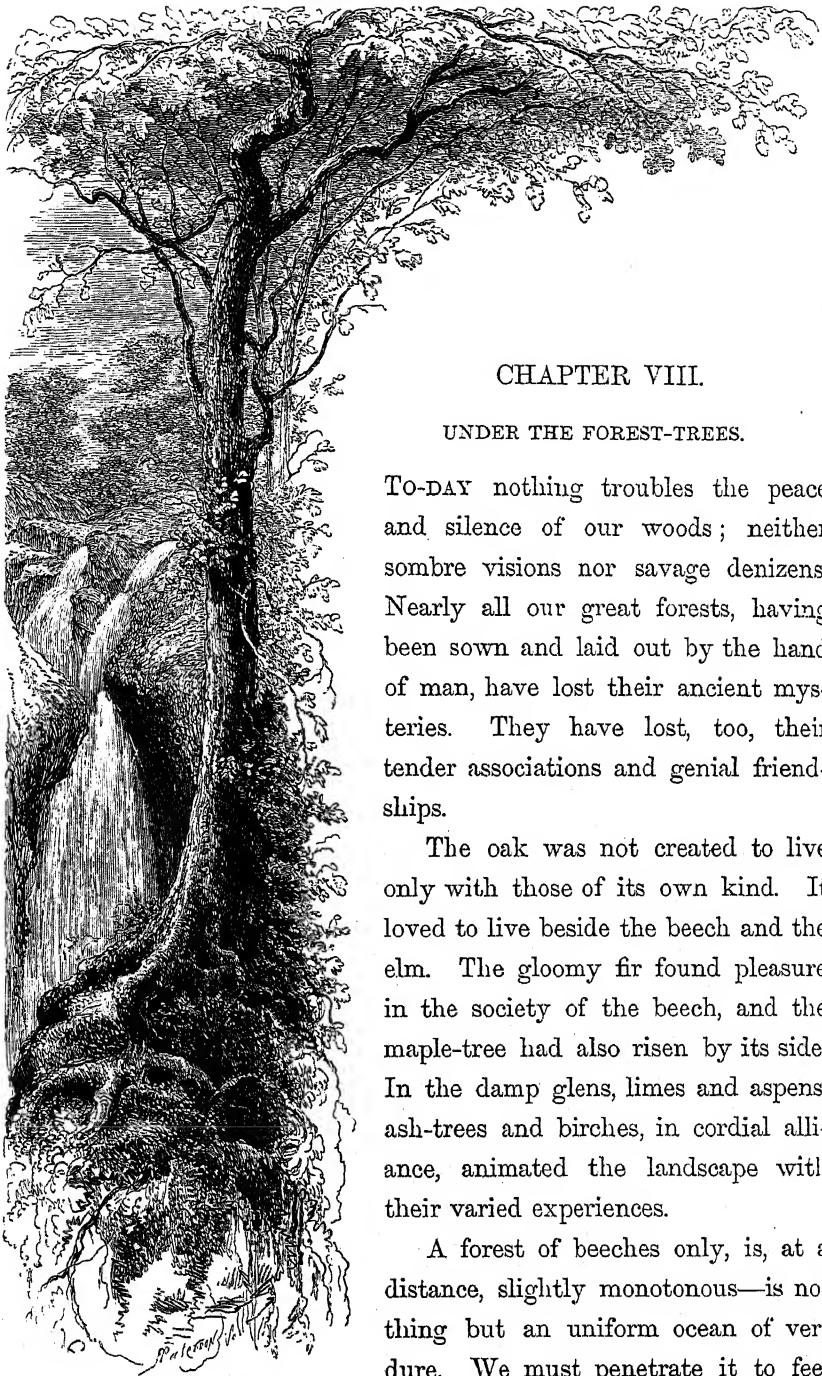 CHAPTER VIII.
UNDER THE FOREST-TREES.
TO-DAY nothing troubles the peace
and silence of our woods; neither
sombre visions nor savage denizens
Nearly all our great forests, having
been sown and laid out by the hand
of man, have lost their ancient mys-
teries. They have lost, too, their
tender associations and genial friend-
ships.
The oak was not created to live
only with those of its own kind. It
loved to live beside the beech and the
elm. The gloomy fir found pleasure
in the society of the beech, and the
maple-tree had also risen by its side
In the damp glens, limes and aspens
ash-trees and birches, in cordial alli-
ance, animated the landscape with
their varied experiences.
A forest of beeches only, is, at a
distance, slightly monotonous—is no-
thing but an uniform ocean of ver-
dure. We must penetrate it to fee